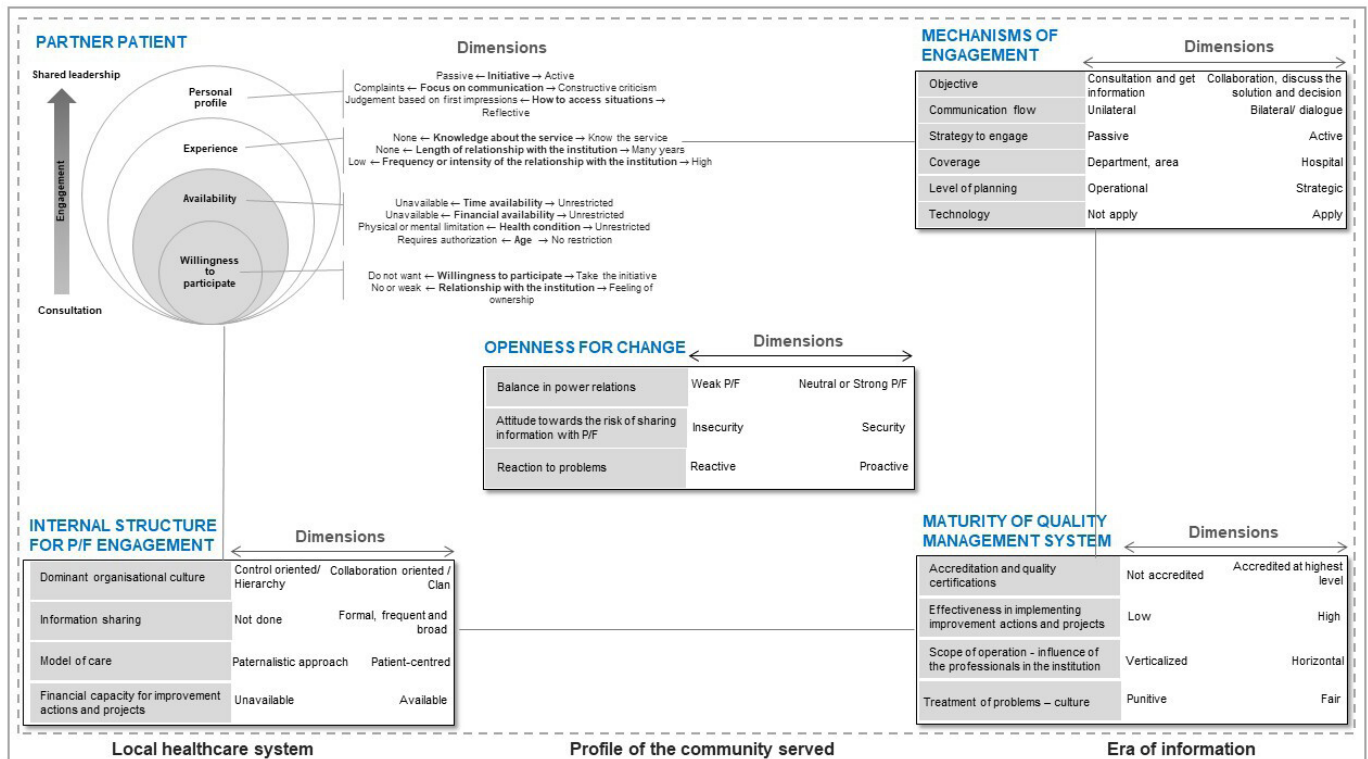 PARTNER PATIENT
Dimensions
Shared leadership
Engagement
Consultation
Personal
profile
Experience
Availability
Willingness
to
participate
Passive ← Initiative → Active
Complaints ← Focus on communication → Constructive criticism
Judgement based on first impressions ← How to access situations →
Reflective
None ← Knowledge about the service → Know the service
None ← Length of relationship with the institution → Many years
Low ← Frequency or intensity of the relationship with the institution → High
Unavailable ← Time availability → Unrestricted
Unavailable ← Financial availability → Unrestricted
Physical or mental limitation ← Health condition → Unrestricted
Requires authorization ← Age → No restriction
Do not want ← Willingness to participate → Take the initiative
No or weak ← Relationship with the institution → Feeling of
ownership
MECHANISMS OF
ENGAGEMENT
Dimensions
Objective
Consultation and get
information
Collaboration, discuss the
solution and decision
Communication flow
Unilateral
Bilateral/ dialogue
Strategy to engage
Passive
Active
Coverage
Department, area
Hospital
Level of planning
Operational
Strategic
Technology
Not apply
Apply
OPENNESS FOR CHANGE
Dimensions
Balance in power relations
Weak P/F
Neutral or Strong P/F
Attitude towards the risk of sharing
information with P/F
Insecurity
Security
Reaction to problems
Reactive
Proactive
INTERNAL STRUCTURE
FOR P/F ENGAGEMENT
Dimensions
Dominant organisational culture
Control oriented/
Hierarchy
Collaboration oriented /
Clan
Information sharing
Not done
Formal, frequent and
broad
Model of care
Paternalistic approach
Patient-centred
Financial capacity for improvement
actions and projects
Unavailable
Available
MATURITY OF QUALITY
MANAGEMENT SYSTEM
Dimensions
Accreditation and quality
certifications
Not accredited
Accredited at highest
level
Effectiveness in implementing
improvement actions and projects
Low
High
Scope of operation - influence of
the professionals in the institution
Verticalized
Horizontal
Treatment of problems – culture
Punitive
Fair
Local healthcare system
Profile of the community served
Era of information